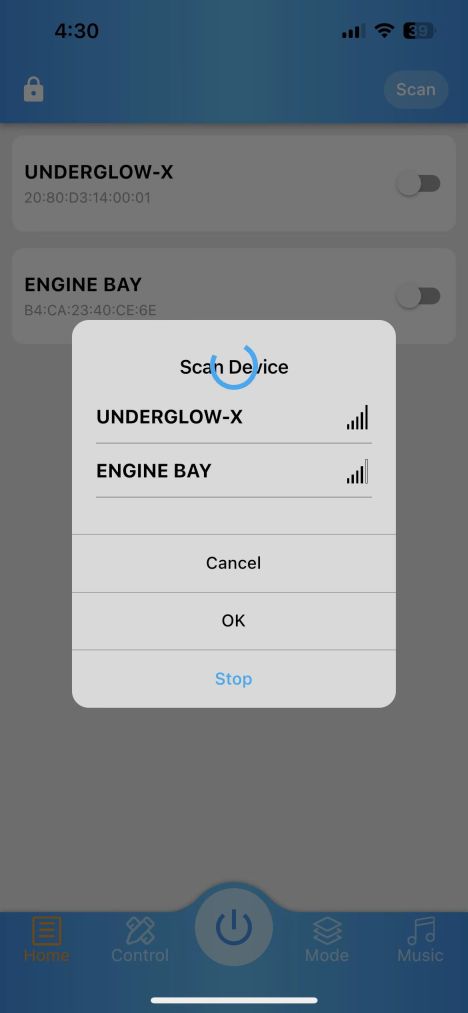 4:30
39
Scan
UNDERGLOW-X
20:80:D3:14:00:01
ENGINE BAY
B4:CA:23:40:CE:6E
Scan Device
UNDERGLOW-X
ENGINE BAY
Cancel
OK
Stop
Home
Control
Mode
Music